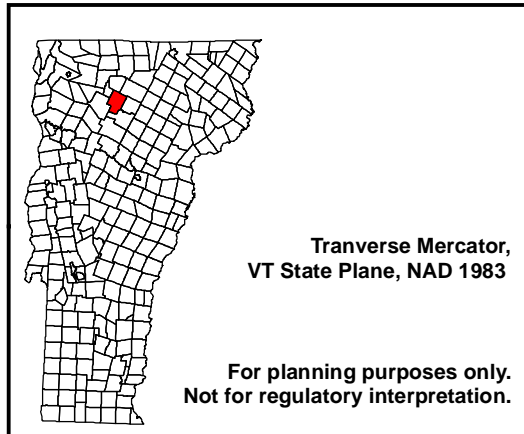 Tranverse Mercator,
VT State Plane, NAD 1983
For planning purposes only.
Not for regulatory interpretation.